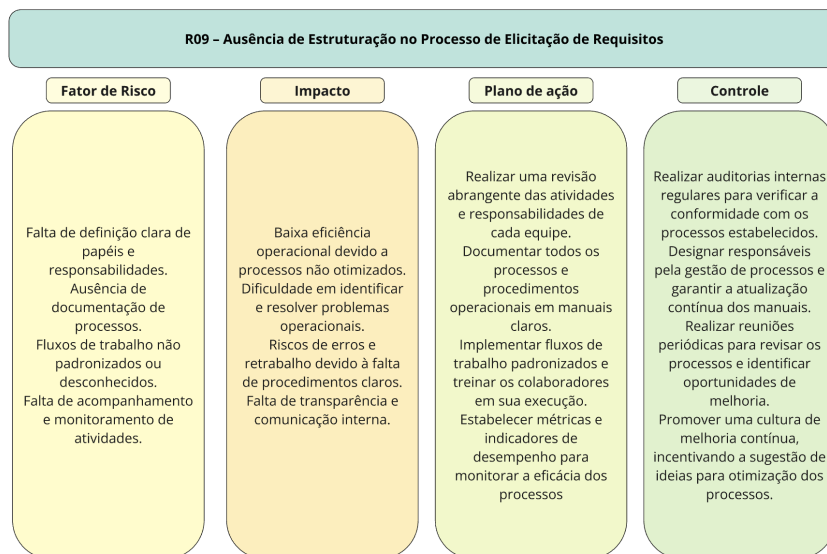 R09 – Ausência de Estruturação no Processo de Elicitação de Requisitos
Fator de Risco
Falta de definição clara de
papéis e
responsabilidades.
Ausência de
documentação de
processos.
Fluxos de trabalho não
padronizados ou
desconhecidos.
Falta de acompanhamento
e monitoramento de
atividades.
Impacto
Baixa eficiência
operacional devido a
processos não otimizados.
Dificuldade em identificar
e resolver problemas
operacionais.
Riscos de erros e
retrabalho devido à falta
de procedimentos claros.
Falta de transparência e
comunicação interna.
Plano de ação
Realizar uma revisão
abrangente das atividades
e responsabilidades de
cada equipe.
Documentar todos os
processos e
procedimentos
operacionais em manuais
claros.
Implementar fluxos de
trabalho padronizados e
treinar os colaboradores
em sua execução.
Estabelecer métricas e
indicadores de
desempenho para
monitorar a eficácia dos
processos
Controle
Realizar auditorias internas
regulares para verificar a
conformidade com os
processos estabelecidos.
Designar responsáveis
pela gestão de processos e
garantir a atualização
contínua dos manuais.
Realizar reuniões
periódicas para revisar os
processos e identificar
oportunidades de
melhoria.
Promover uma cultura de
melhoria contínua,
incentivando a sugestão de
ideias para otimização dos
processos.